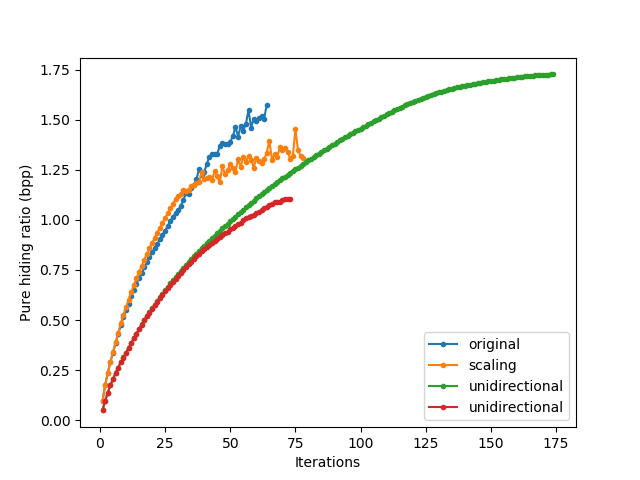 Pure hiding ratio (bpp)
1.75
1.50
1.25
1.00
0.75
0.50
0.25
0.00
original
scaling
unidirectional
unidirectional
0 25 50 75 100 125 150 175
Iterations